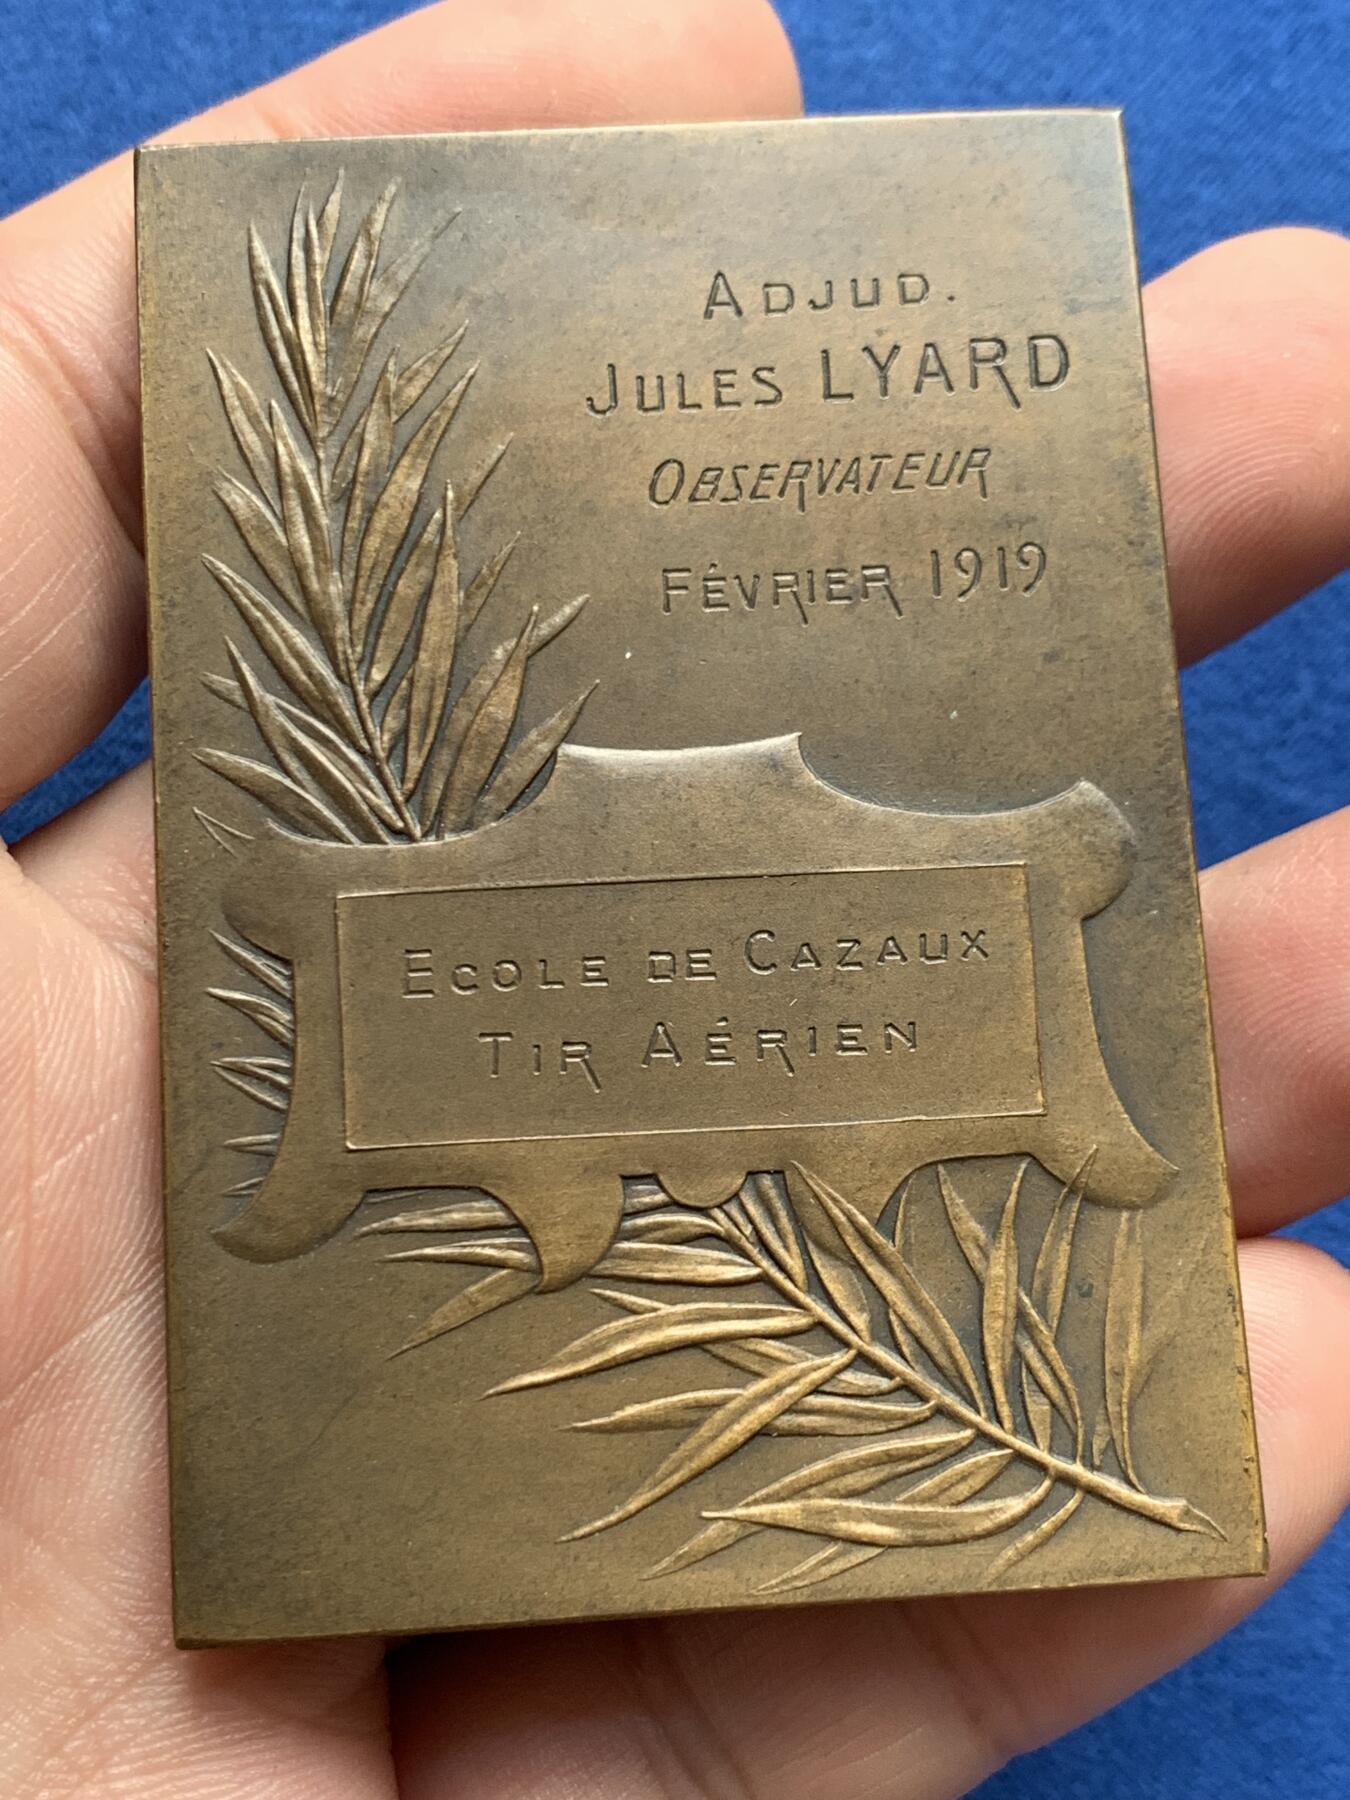 ADJUD.
JULES LYARD
OBSERVATEUR
FÉVRIER 1919
ECOLE DE CAZAUX
TIR AÉRIEN